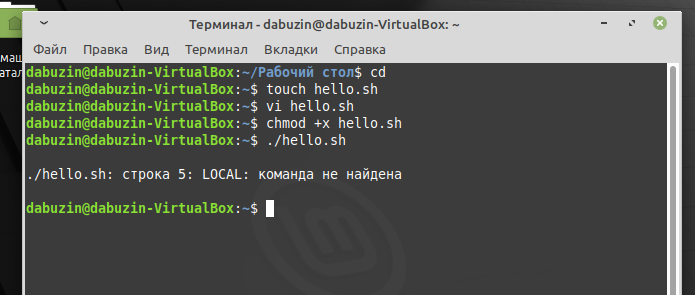 Терминал - dabuzin@dabuzin-VirtualBox: ~
Файл Правка Вид Терминал Вкладки Справка
dabuzin@dabuzin-VirtualBox:~/Рабочий стол$ cd
dabuzin@dabuzin-VirtualBox:~$ touch hello.sh
dabuzin@dabuzin-VirtualBox:~$ vi hello.sh
dabuzin@dabuzin-VirtualBox:~$ chmod +x hello.sh
dabuzin@dabuzin-VirtualBox:~$ ./hello.sh
./hello.sh: строка 5: LOCAL: команда не найдена
dabuzin@dabuzin-VirtualBox:~$